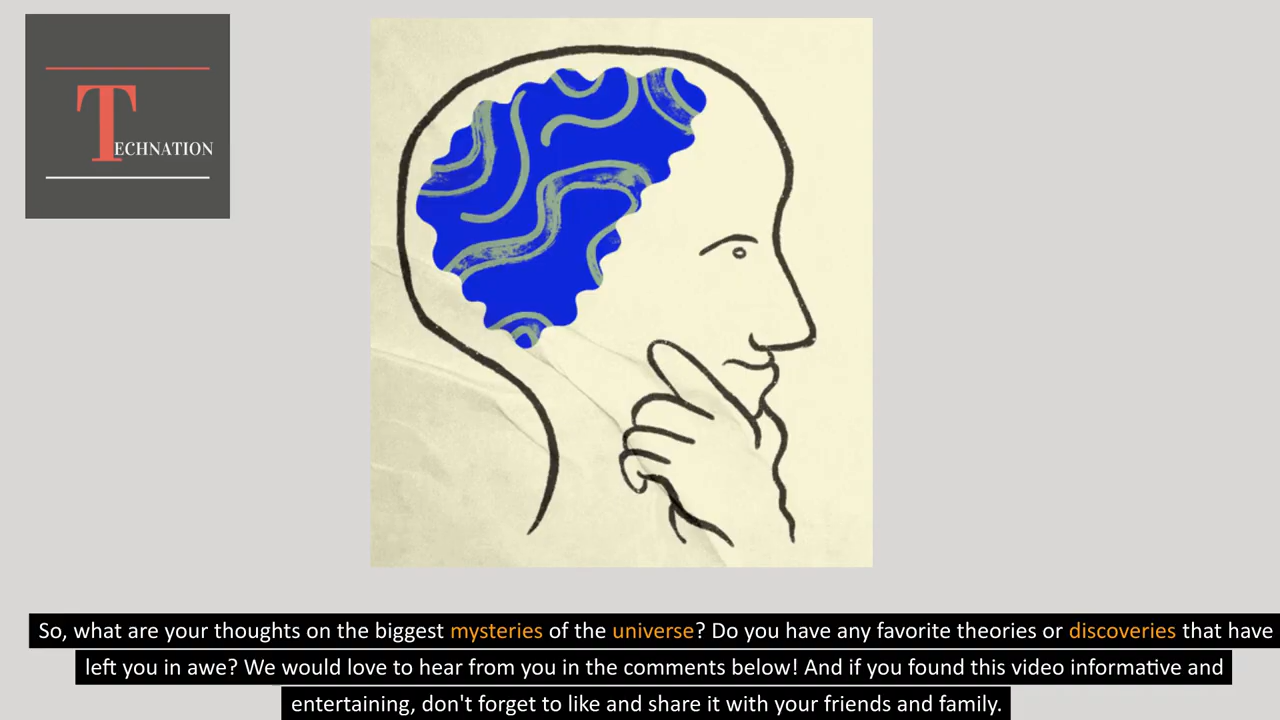 TECHNATION
So, what are your thoughts on the biggest mysteries of the universe? Do you have any favorite theories or discoveries that have
left you in awe? We would love to hear from you in the comments below! And if you found this video informative and
entertaining, don't forget to like and share it with your friends and family.